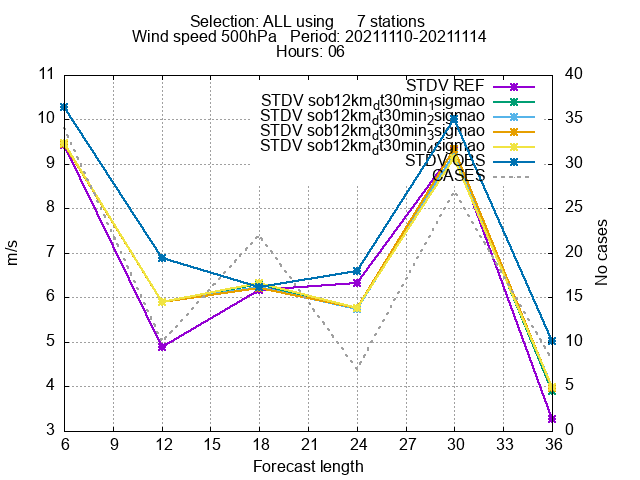 Selection: ALL using 7 stations
Wind speed 500hPa Period: 20211110-20211114
Hours: 06
STDV REF
STDV sob12km_dt30min_1sigmao
STDV sob12km_dt30min_2sigmao
STDV sob12km_dt30min_3sigmao
STDV sob12km_dt30min_4sigmao
STDV OBS
CASES
11
10
9
8
7
6
5
4
3
m/s
40
35
30
25
20
15
10
5
0
No cases
6 9 12 15 18 21 24 27 30 33 36
Forecast length